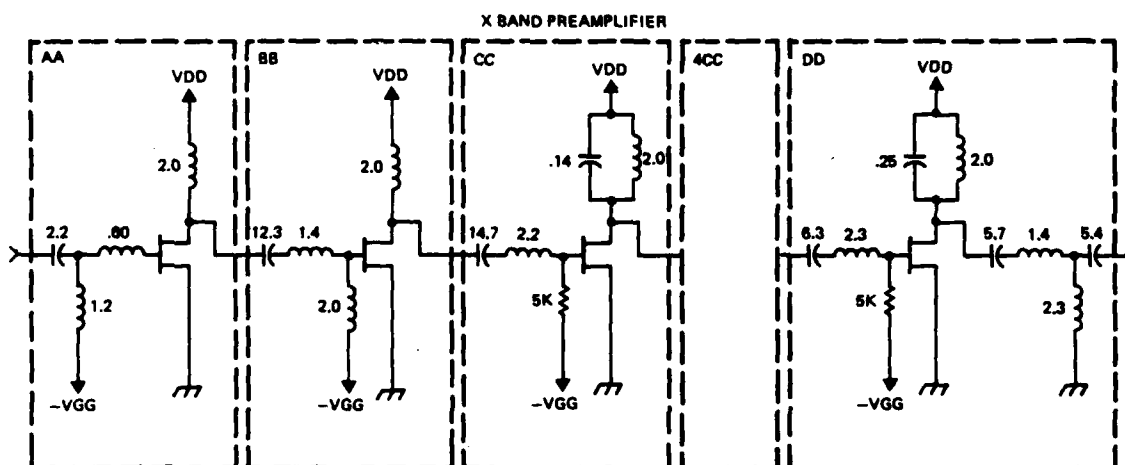 X BAND PREAMPLIFIER
AA
BB
CC
4CC
DD
VDD
VDD
VDD
VDD
2.0
2.0
.14
2.0
.25
2.0
2.2
.60
12.3
1.4
14.7
2.2
6.3
2.3
5.7
1.4
5.4
1.2
2.0
5K
5K
2.3
-VGG
-VGG
-VGG
-VGG